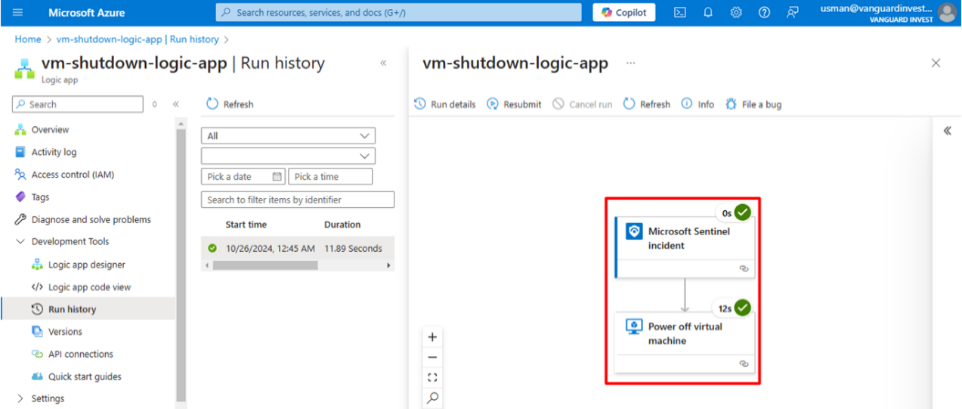 Microsoft Azure
Search resources, services, and docs (G+/)
Copilot
usman@vanguardinvest...
VANGUARD INVEST
Home > vm-shutdown-logic-app | Run history >
vm-shutdown-logic-app | Run history
Logic app
Search
Overview
Activity log
Access control (IAM)
Tags
Diagnose and solve problems
Development Tools
Logic app designer
Logic app code view
Run history
Versions
API connections
Quick start guides
Settings
Refresh
All
Pick a date
Pick a time
Search to filter items by identifier
Start time Duration
10/26/2024, 12:45 AM 11.89 Seconds
vm-shutdown-logic-app ...
Run details Resubmit Cancel run Refresh Info File a bug
0s
Microsoft Sentinel
incident
12s
Power off virtual
machine